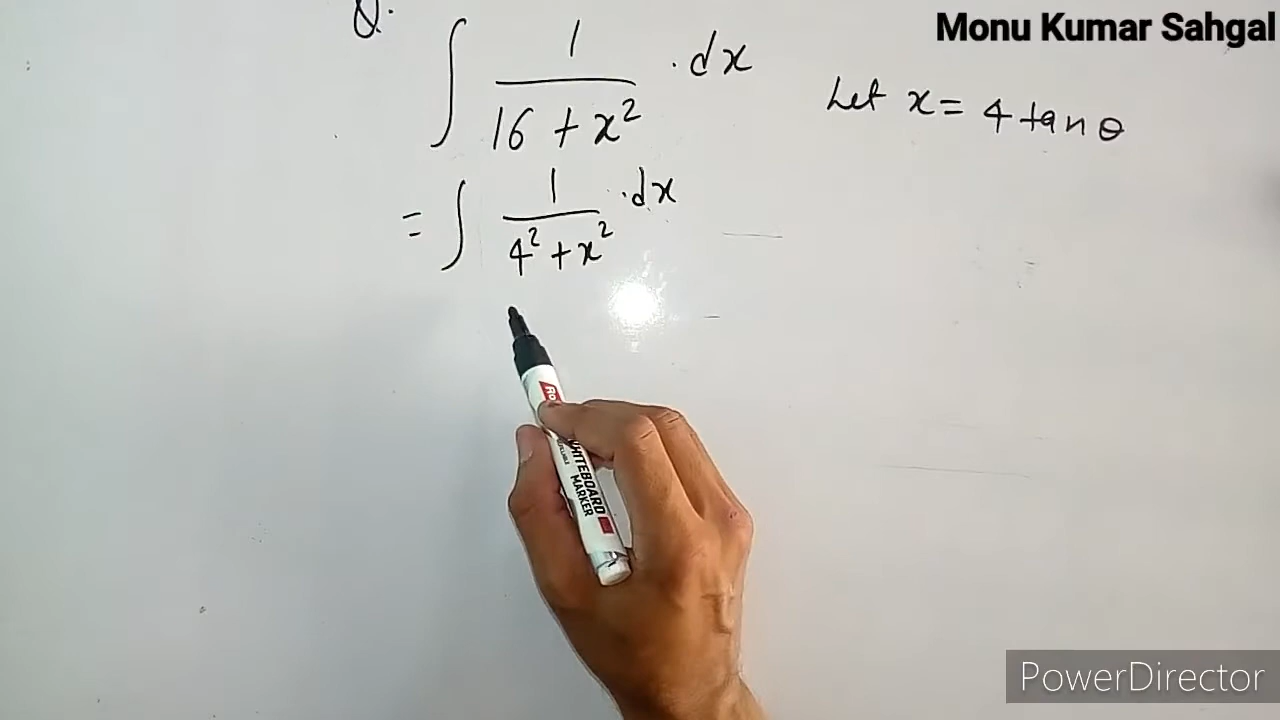 Monu Kumar Sahgal
Q.
∫ 1/(16 + x²) . dx
Let x = 4 tan θ
= ∫ 1/(4² + x²) . dx
WHITEBOARD
MARKER
PowerDirector